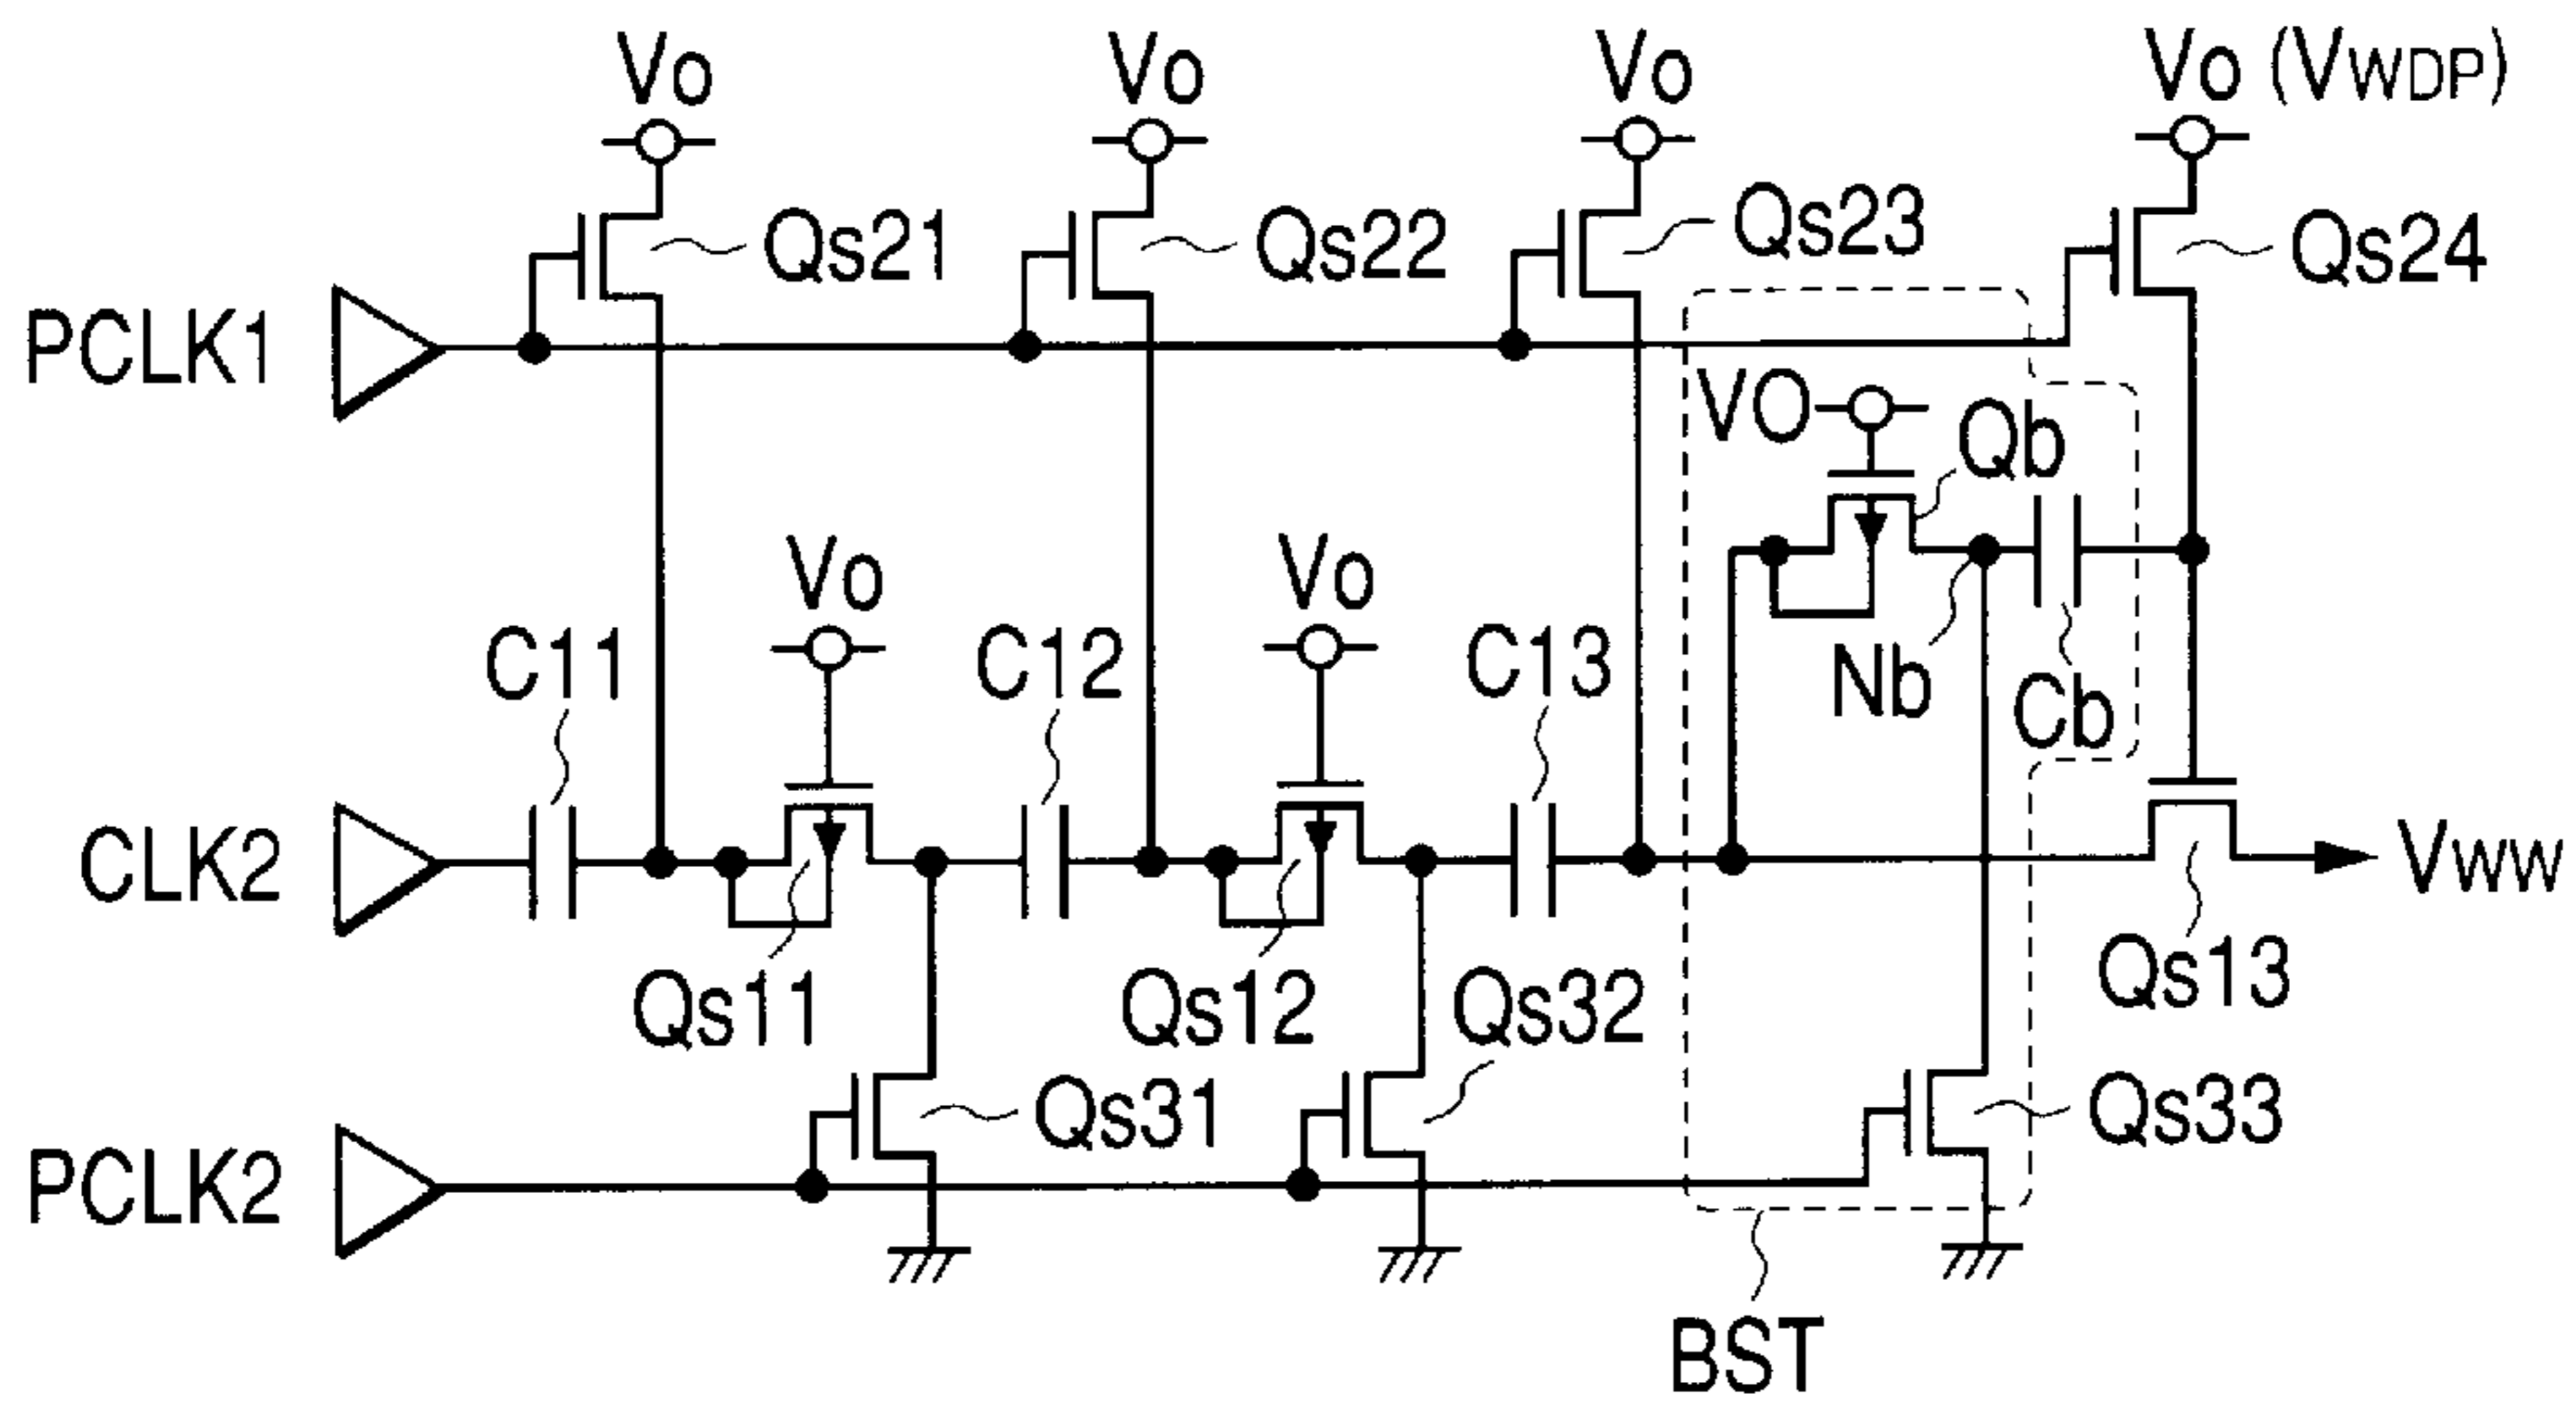 Vo
Vo
Vo
Vo (VWDP)
Qs21
Qs22
Qs23
Qs24
PCLK1
VO
Qb
Vo
Vo
C11
C12
C13
Nb
Cb
CLK2
VWW
Qs11
Qs12
Qs32
Qs13
Qs31
Qs33
PCLK2
BST